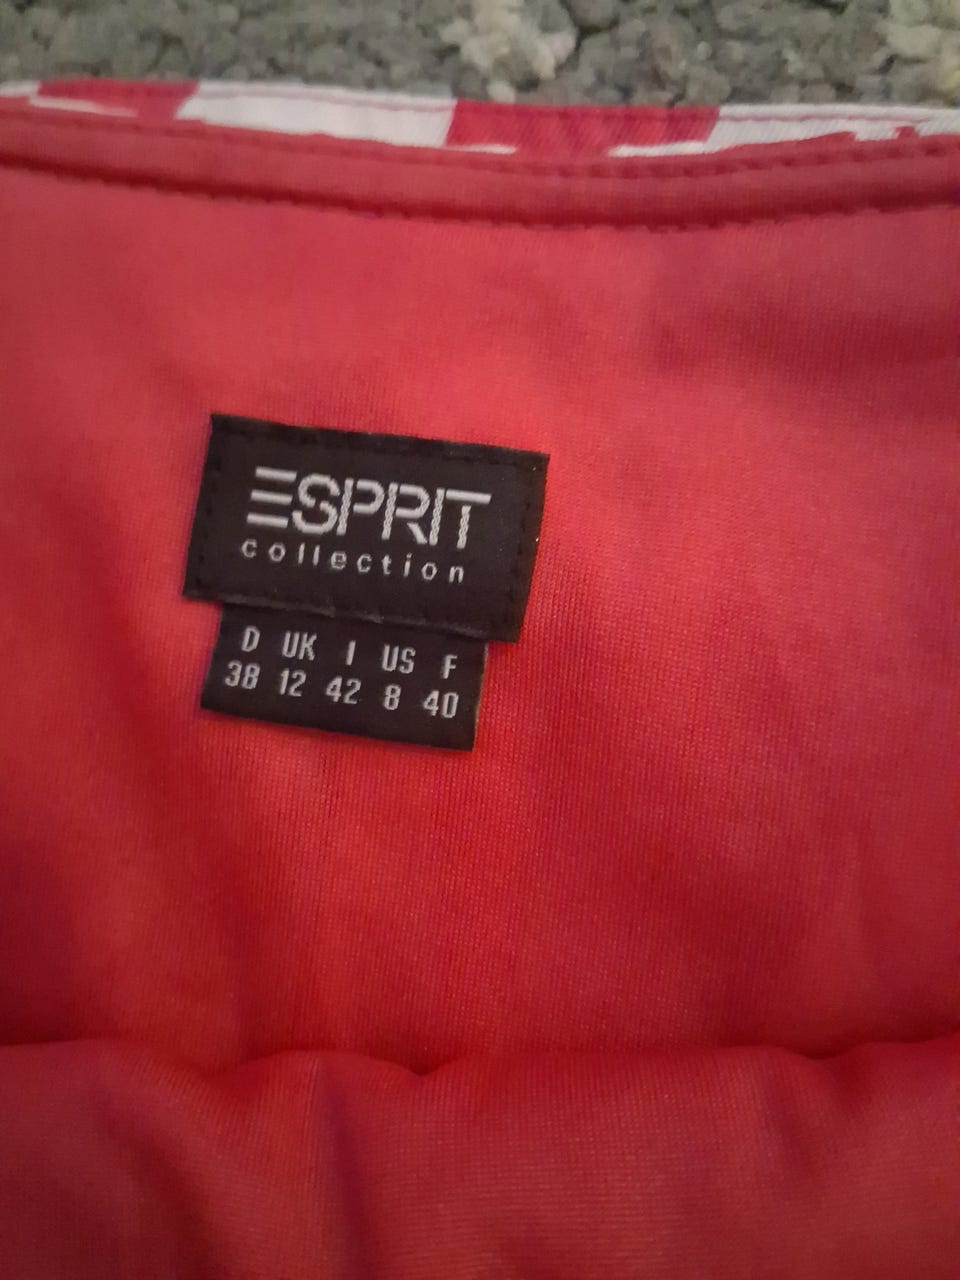 ESPRIT
collection
D UK I US F
38 12 42 8 40